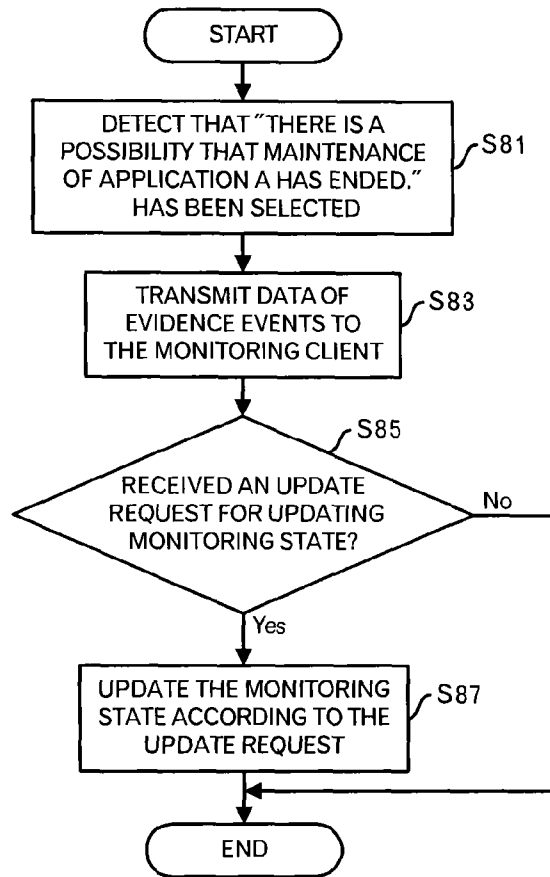 START
DETECT THAT "THERE IS A
POSSIBILITY THAT MAINTENANCE
OF APPLICATION A HAS ENDED."
HAS BEEN SELECTED
S81
TRANSMIT DATA OF
EVIDENCE EVENTS TO
THE MONITORING CLIENT
S83
S85
RECEIVED AN UPDATE
REQUEST FOR UPDATING
MONITORING STATE?
No
Yes
UPDATE THE MONITORING
STATE ACCORDING TO THE
UPDATE REQUEST
S87
END